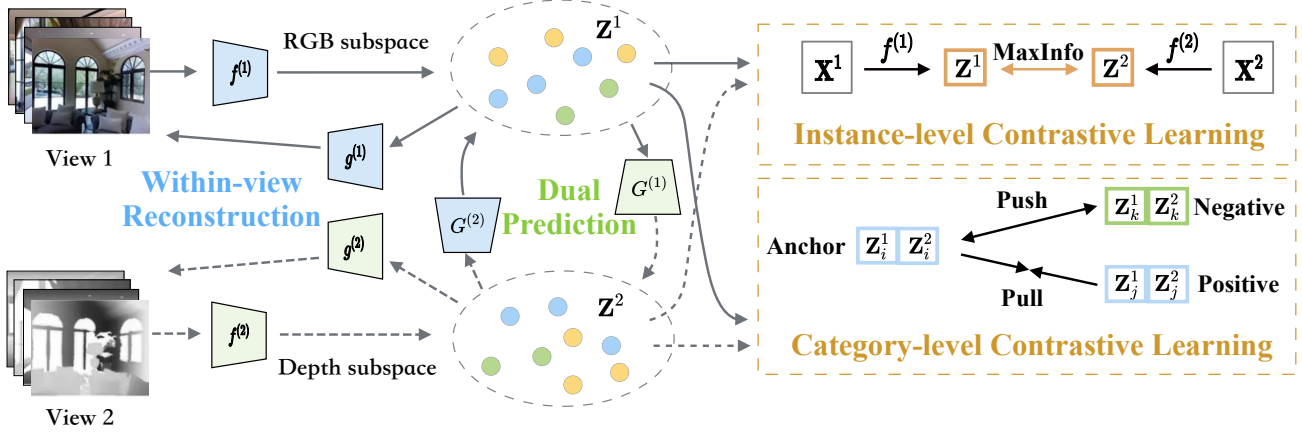 RGB subspace
f(1)
Z1
View 1
g(1)
Within-view
Reconstruction
G(2)
Dual
Prediction
G(1)
g(2)
f(2)
Z2
Depth subspace
View 2
X1 f(1) Z1 MaxInfo Z2 f(2) X2
Instance-level Contrastive Learning
Push
Z1k Z2k Negative
Anchor Z1i Z2i
Pull
Z1j Z2j Positive
Category-level Contrastive Learning